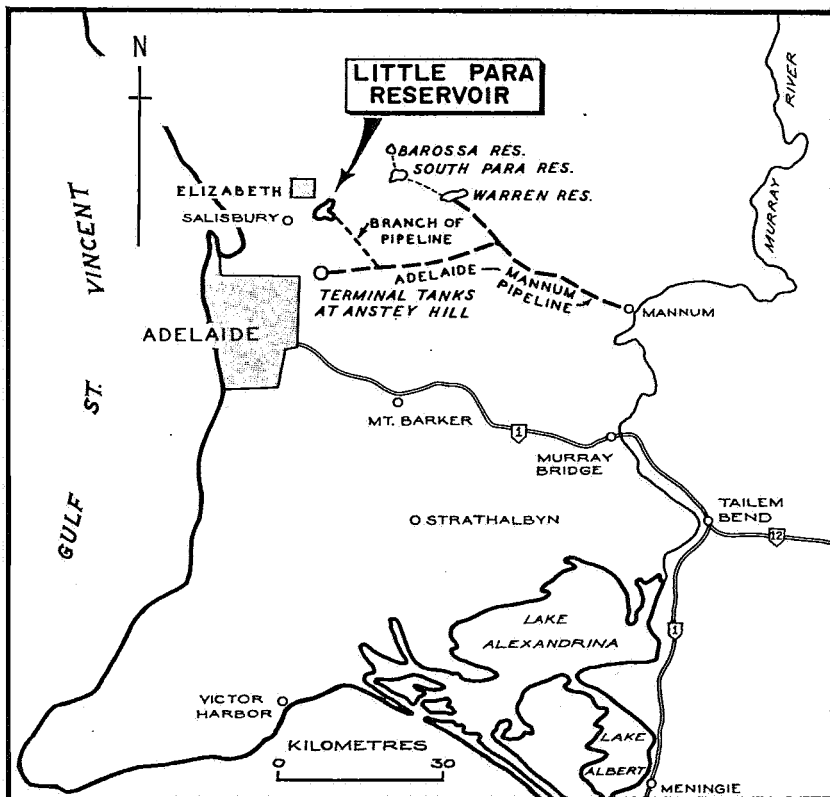 N
LITTLE PARA
RESERVOIR
RIVER
MURRAY
BAROSSA RES.
SOUTH PARA RES.
WARREN RES.
ELIZABETH
SALISBURY
BRANCH OF
PIPELINE
ADELAIDE
MANNUM
PIPELINE
TERMINAL TANKS
AT ANSTEY HILL
MANNUM
GULF ST. VINCENT
ADELAIDE
MT. BARKER
1
MURRAY
BRIDGE
TAILEM
BEND
12
STRATHALBYN
LAKE
ALEXANDRINA
1
VICTOR
HARBOR
LAKE
ALBERT
KILOMETRES
0 30
MENINGIE